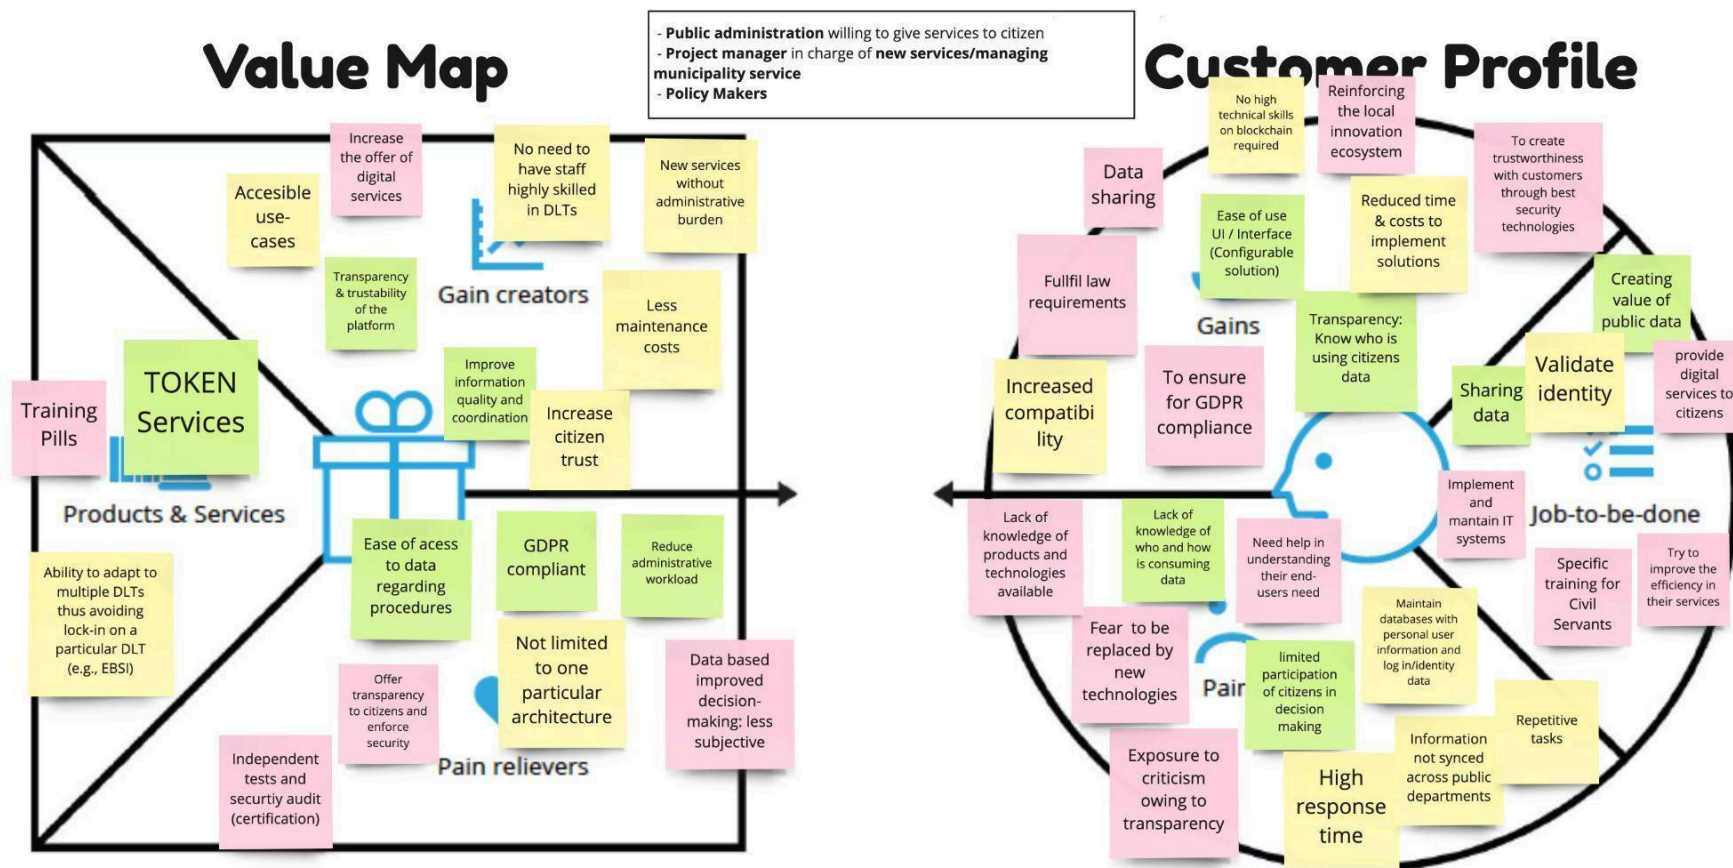 - Public administration willing to give services to citizen
- Project manager in charge of new services/managing
municipality service
- Policy Makers
Value Map
Customer Profile
Increase
the offer of
digital
services
No need to
have staff
highly skilled
in DLTs
New services
without
administrative
burden
Accesible
use-
cases
Transparency
& trustability
of the
platform
Gain creators
Less
maintenance
costs
Improve
information
quality and
coordination
Increase
citizen
trust
Training
Pills
TOKEN
Services
Products & Services
Ability to adapt to
multiple DLTs
thus avoiding
lock-in on a
particular DLT
(e.g., EBSI)
Ease of acess
to data
regarding
procedures
GDPR
compliant
Reduce
administrative
workload
Not limited
to one
particular
architecture
Data based
improved
decision-
making: less
subjective
Offer
transparency
to citizens and
enforce
security
Pain relievers
Independent
tests and
securtiy audit
(certification)
No high
technical skills
on blockchain
required
Reinforcing
the local
innovation
ecosystem
To create
trustworthiness
with customers
through best
security
technologies
Data
sharing
Ease of use
UI / Interface
(Configurable
solution)
Reduced time
& costs to
implement
solutions
Fullfil law
requirements
Gains
Transparency:
Know who is
using citizens
data
Increased
compatibi
lity
To ensure
for GDPR
compliance
Creating
value of
public data
Validate
identity
Sharing
data
provide
digital
services to
citizens
Implement
and
mantain IT
systems
Job-to-be-done
Specific
training for
Civil
Servants
Try to
improve the
efficiency in
their services
Lack of
knowledge of
products and
technologies
available
Lack of
knowledge of
who and how
is consuming
data
Need help in
understanding
their end-
users need
Maintain
databases with
personal user
information and
log in/identity
data
Fear to be
replaced by
new
technologies
Pain
limited
participation
of citizens in
decision
making
Exposure to
criticism
owing to
transparency
High
response
time
Information
not synced
across public
departments
Repetitive
tasks